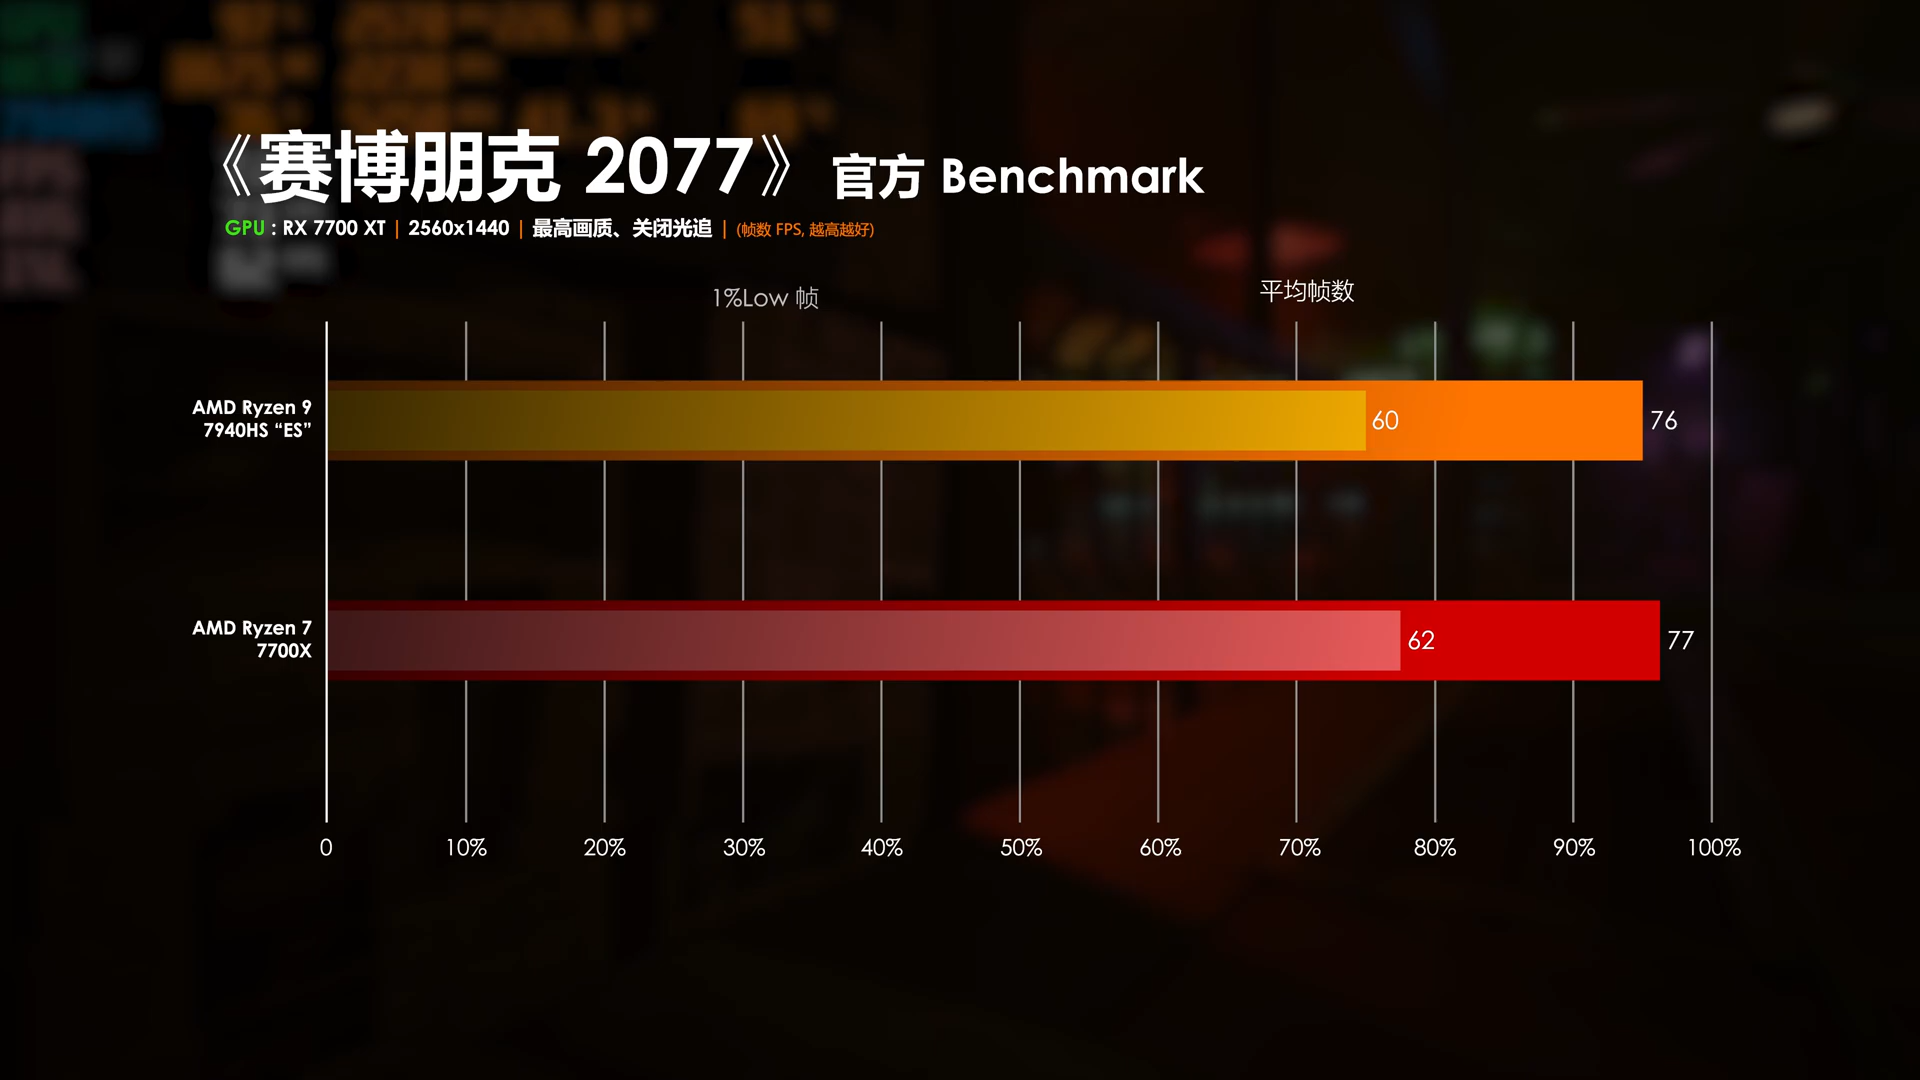 《赛博朋克 2077》 官方 Benchmark
GPU : RX 7700 XT | 2560x1440 | 最高画质、关闭光追 | (帧数 FPS, 越高越好)
1%Low 帧
平均帧数
AMD Ryzen 9
7940HS “ES”
60
76
AMD Ryzen 7
7700X
62
77
0 10% 20% 30% 40% 50% 60% 70% 80% 90% 100%